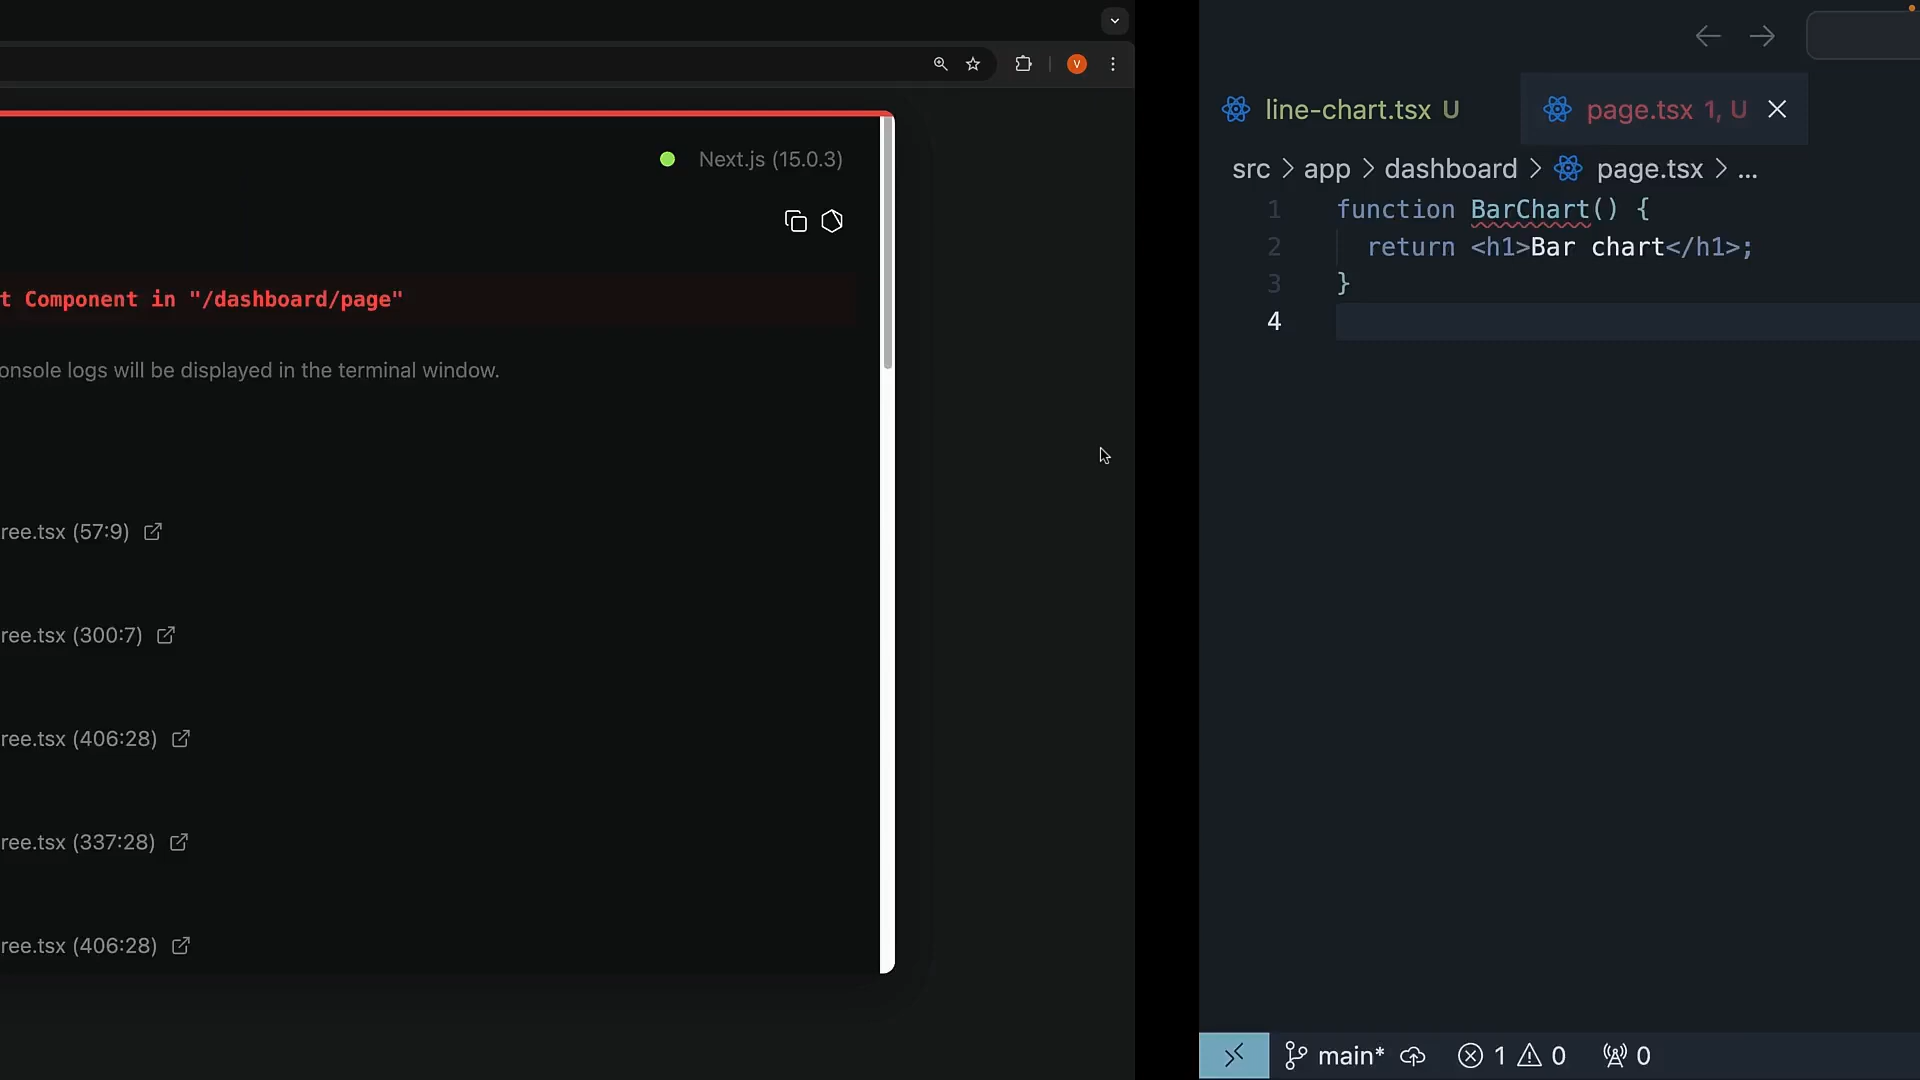 V
Next.js (15.0.3)
t Component in "/dashboard/page"
onsole logs will be displayed in the terminal window.
ree.tsx (57:9)
ree.tsx (300:7)
ree.tsx (406:28)
ree.tsx (337:28)
ree.tsx (406:28)
line-chart.tsx U
page.tsx 1, U
src > app > dashboard > page.tsx > ...
1 function BarChart() {
2 return <h1>Bar chart</h1>;
3 }
4
main* 1 0 0